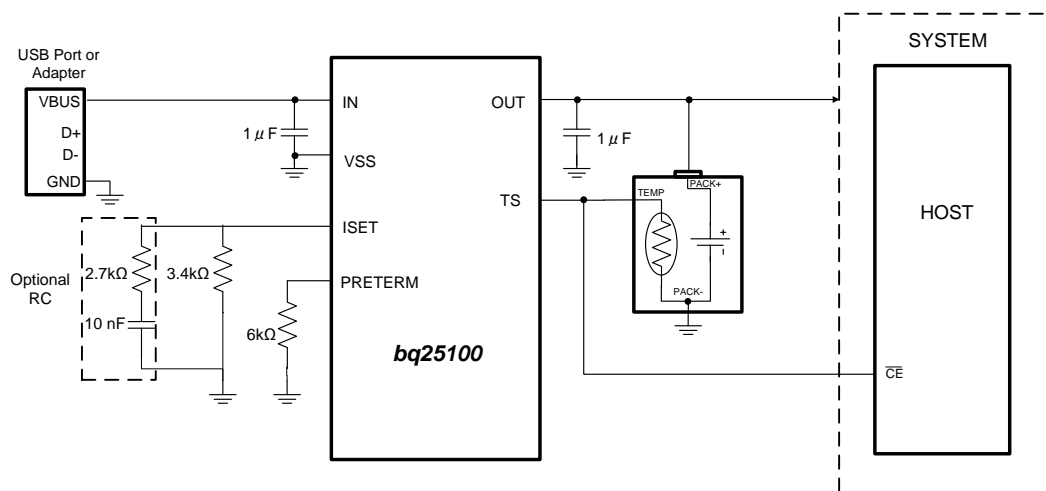 SYSTEM
USB Port or
Adapter
VBUS
D+
D-
GND
IN
OUT
1 μF
1 μF
VSS
TS
TEMP
PACK+
+
−
PACK-
HOST
ISET
Optional
RC
2.7kΩ
3.4kΩ
10 nF
PRETERM
6kΩ
bq25100
C̅E̅